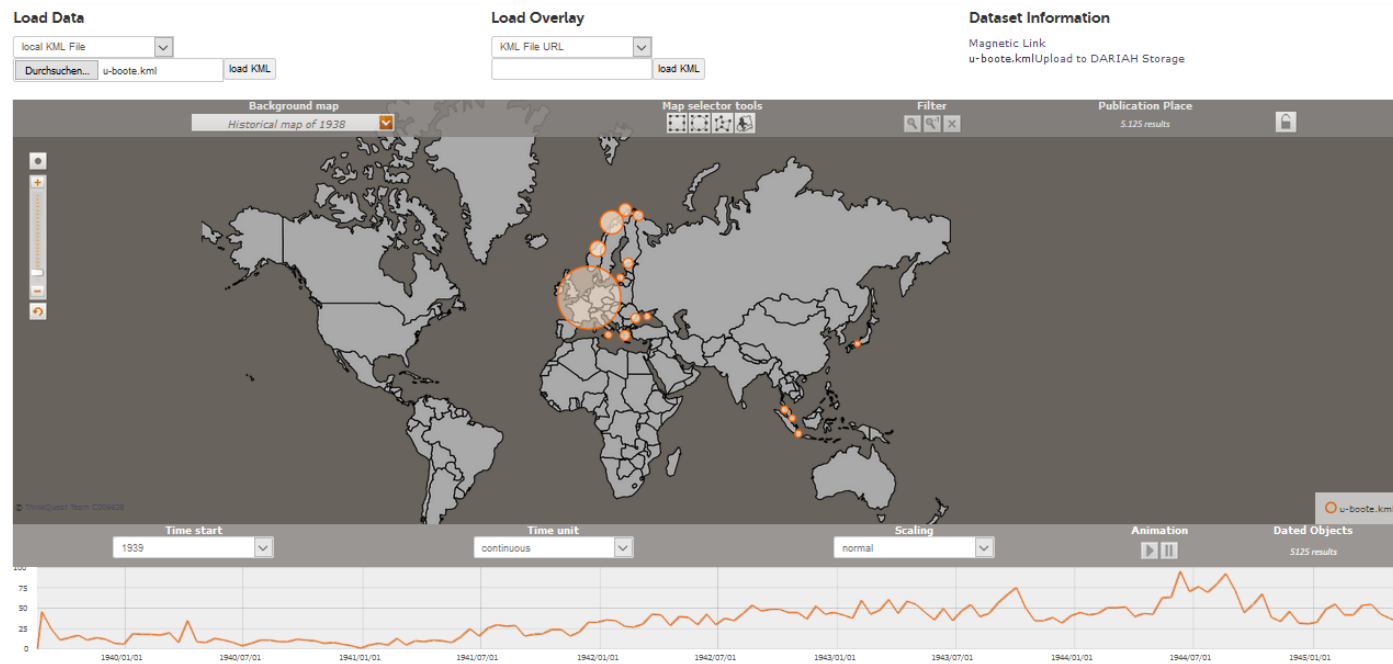 Load Data
Load Overlay
Dataset Information
local KML File
KML File URL
Magnetic Link
Durchsuchen... u-boote.kml load KML
load KML
u-boote.kmlUpload to DARIAH Storage
Background map
Map selector tools
Filter
Publication Place
Historical map of 1938
5.125 results
© ThinkQuest Team C006628
u-boote.kml
Time start
Time unit
Scaling
Animation
Dated Objects
1939
continuous
normal
5125 results
100
75
50
25
0
1940/01/01 1940/07/01 1941/01/01 1941/07/01 1942/01/01 1942/07/01 1943/01/01 1943/07/01 1944/01/01 1944/07/01 1945/01/01